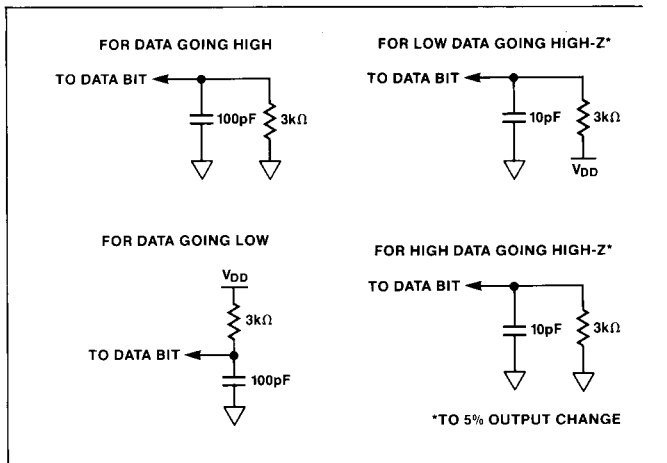 FOR DATA GOING HIGH
TO DATA BIT
100pF
3kΩ
FOR LOW DATA GOING HIGH-Z*
TO DATA BIT
10pF
3kΩ
VDD
FOR DATA GOING LOW
VDD
3kΩ
TO DATA BIT
100pF
FOR HIGH DATA GOING HIGH-Z*
TO DATA BIT
10pF
3kΩ
*TO 5% OUTPUT CHANGE